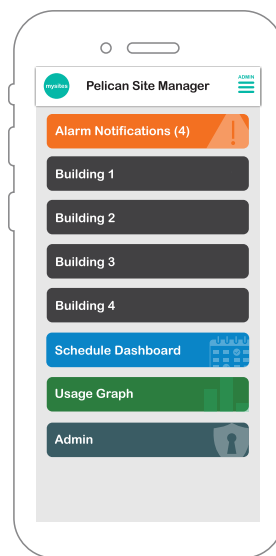 mysites
Pelican Site Manager
ADMIN
Alarm Notifications (4)
Building 1
Building 2
Building 3
Building 4
Schedule Dashboard
Usage Graph
Admin